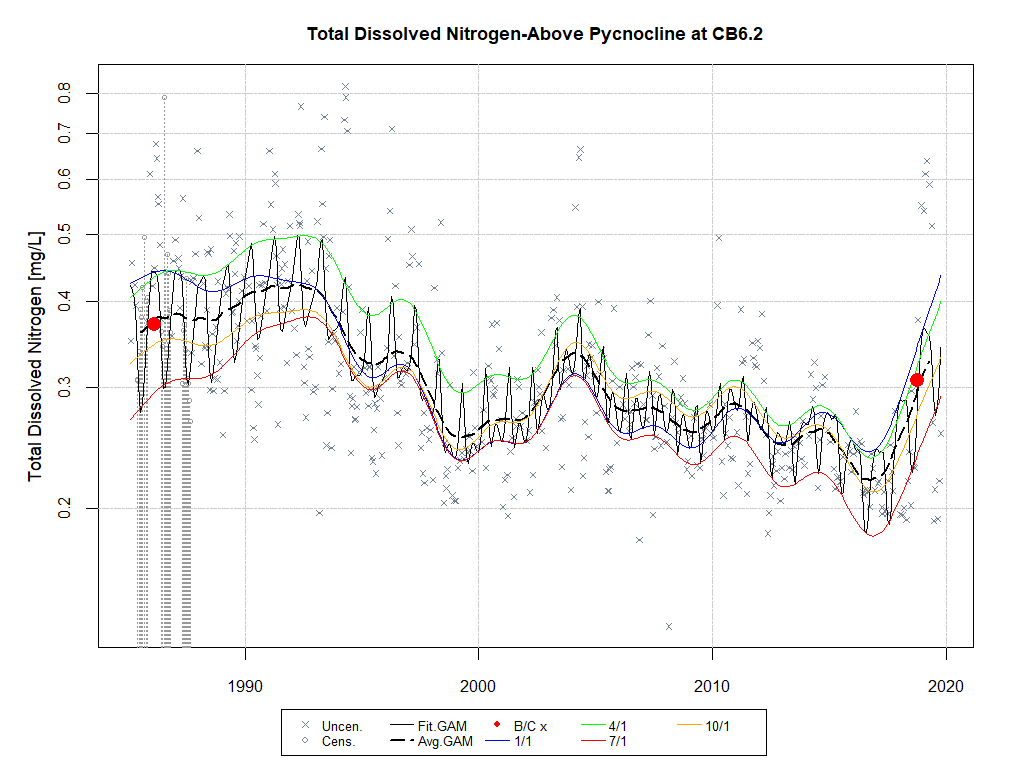 Total Dissolved Nitrogen-Above Pycnocline at CB6.2
Total Dissolved Nitrogen [mg/L]
0.8
0.7
0.6
0.5
0.4
0.3
0.2
1990 2000 2010 2020
Uncen. Fit.GAM B/C x 4/1 10/1
Cens. Avg.GAM 1/1 7/1